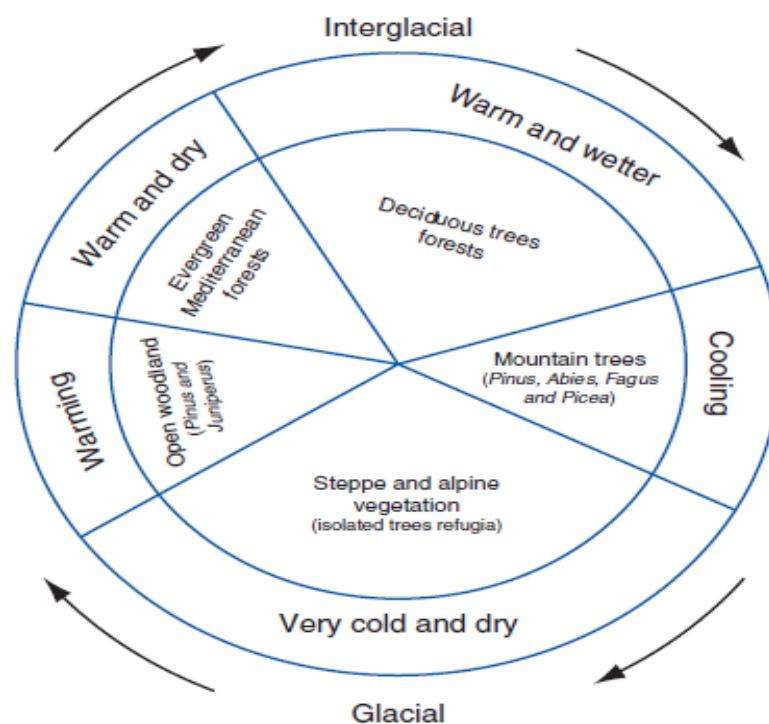 Interglacial
Warm and wetter
Deciduous trees
forests
Cooling
Mountain trees
(Pinus, Abies, Fagus
and Picea)
Very cold and dry
Steppe and alpine
vegetation
(isolated trees refugia)
Warming
Open woodland
(Pinus and
Juniperus)
Warm and dry
Evergreen
Mediterranean
forests
Glacial